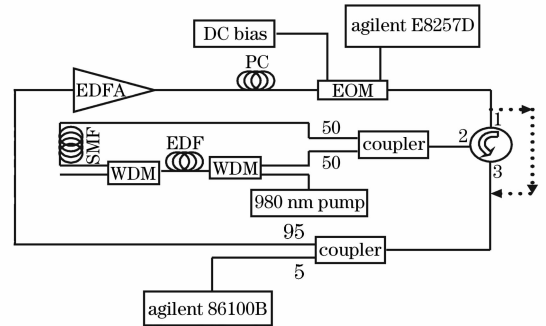 DC bias
agilent E8257D
EDFA
PC
EOM
1
2
3
SMF
EDF
50
50
coupler
WDM
WDM
980 nm pump
95
5
coupler
agilent 86100B